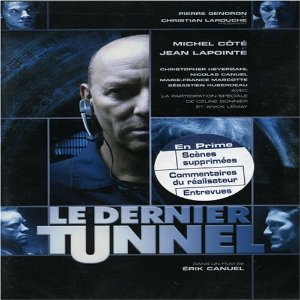 PIERRE GENDRON
CHRISTIAN LAROUCHE
MICHEL CÔTÉ
JEAN LAPOINTE
CHRISTOPHER HEYERDAHL
NICOLAS CANUEL
MARIE-FRANCE MARCOTTE
SÉBASTIEN HUBERDEAU
AVEC
LA PARTICIPATION SPÉCIALE
DE CÉLINE BONNIER
ET ANICK LEMAY
En Prime
Scènes
supprimées
Commentaires
du réalisateur
Entrevues
LE DERNIER
TUNNEL
DANS UN FILM DE
ÉRIK CANUEL